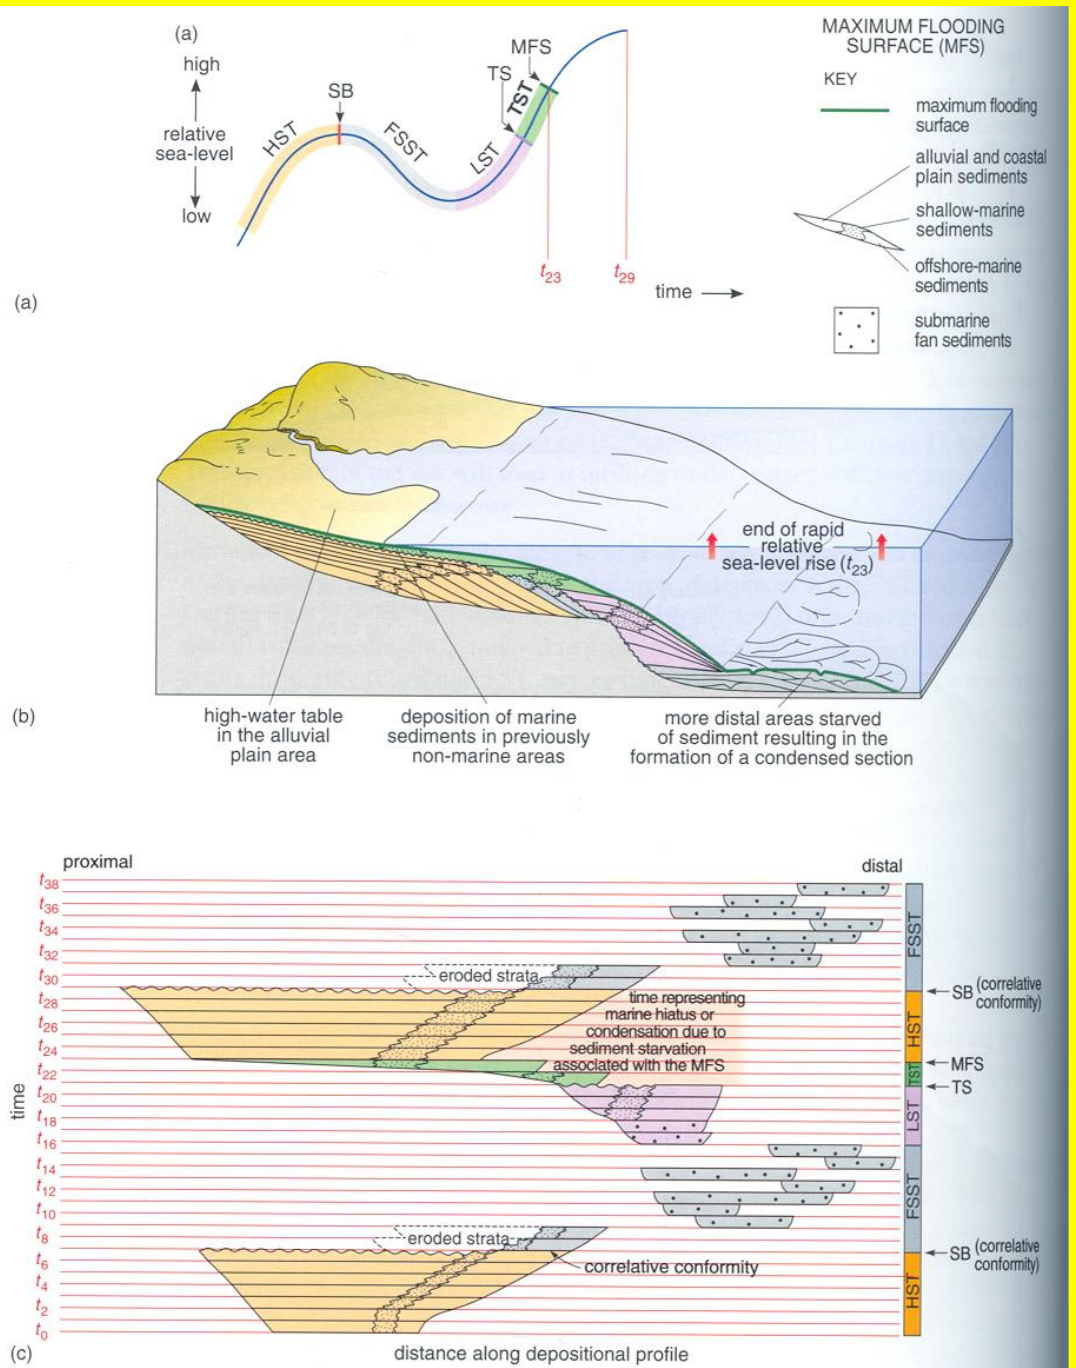 (a)
high
relative
sea-level
low
HST
SB
FSST
LST
TS
TST
MFS
t23
t29
time
MAXIMUM FLOODING
SURFACE (MFS)
KEY
maximum flooding
surface
alluvial and coastal
plain sediments
shallow-marine
sediments
offshore-marine
sediments
submarine
fan sediments
(a)
end of rapid
relative
sea-level rise (t23)
(b)
high-water table
in the alluvial
plain area
deposition of marine
sediments in previously
non-marine areas
more distal areas starved
of sediment resulting in the
formation of a condensed section
proximal
distal
t38
t36
t34
t32
t30
t28
t26
t24
t22
t20
t18
t16
t14
t12
t10
t8
t6
t4
t2
t0
time
eroded strata
time representing
marine hiatus or
condensation due to
sediment starvation
associated with the MFS
eroded strata
correlative conformity
FSST
HST
TST
LST
FSST
HST
SB (correlative
conformity)
MFS
TS
SB (correlative
conformity)
(c)
distance along depositional profile